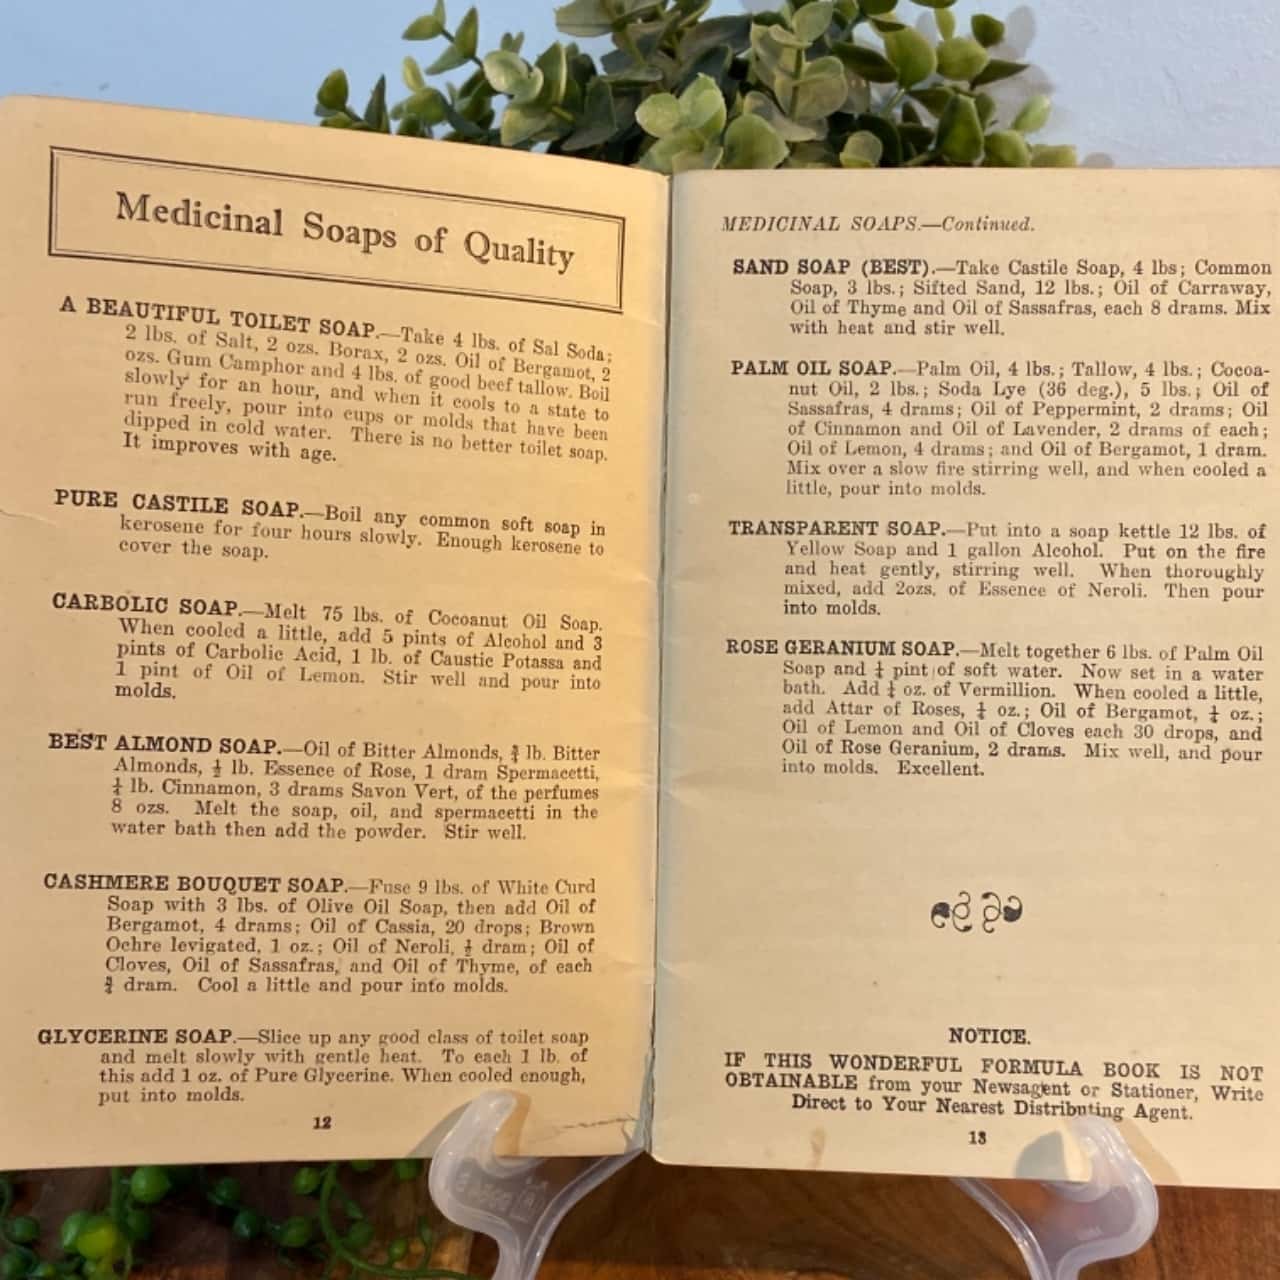 Medicinal Soaps of Quality
A BEAUTIFUL TOILET SOAP.—Take 4 lbs. of Sal Soda;
2 lbs. of Salt, 2 ozs. Borax, 2 ozs. Oil of Bergamot, 2
ozs. Gum Camphor and 4 lbs. of good beef tallow. Boil
slowly for an hour, and when it cools to a state to
run freely, pour into cups or molds that have been
dipped in cold water. There is no better toilet soap.
It improves with age.
PURE CASTILE SOAP.—Boil any common soft soap in
kerosene for four hours slowly. Enough kerosene to
cover the soap.
CARBOLIC SOAP.—Melt 75 lbs. of Cocoanut Oil Soap.
When cooled a little, add 5 pints of Alcohol and 3
pints of Carbolic Acid, 1 lb. of Caustic Potassa and
1 pint of Oil of Lemon. Stir well and pour into
molds.
BEST ALMOND SOAP.—Oil of Bitter Almonds, ¾ lb. Bitter
Almonds, ½ lb. Essence of Rose, 1 dram Spermacetti,
¼ lb. Cinnamon, 3 drams Savon Vert, of the perfumes
8 ozs. Melt the soap, oil, and spermacetti in the
water bath then add the powder. Stir well.
CASHMERE BOUQUET SOAP.—Fuse 9 lbs. of White Curd
Soap with 3 lbs. of Olive Oil Soap, then add Oil of
Bergamot, 4 drams; Oil of Cassia, 20 drops; Brown
Ochre levigated, 1 oz.; Oil of Neroli, ½ dram; Oil of
Cloves, Oil of Sassafras, and Oil of Thyme, of each
¾ dram. Cool a little and pour into molds.
GLYCERINE SOAP.—Slice up any good class of toilet soap
and melt slowly with gentle heat. To each 1 lb. of
this add 1 oz. of Pure Glycerine. When cooled enough,
put into molds.
12
MEDICINAL SOAPS.—Continued.
SAND SOAP (BEST).—Take Castile Soap, 4 lbs; Common
Soap, 3 lbs.; Sifted Sand, 12 lbs.; Oil of Carraway,
Oil of Thyme and Oil of Sassafras, each 8 drams. Mix
with heat and stir well.
PALM OIL SOAP.—Palm Oil, 4 lbs.; Tallow, 4 lbs.; Cocoa-
nut Oil, 2 lbs.; Soda Lye (36 deg.), 5 lbs.; Oil of
Sassafras, 4 drams; Oil of Peppermint, 2 drams; Oil
of Cinnamon and Oil of Lavender, 2 drams of each;
Oil of Lemon, 4 drams; and Oil of Bergamot, 1 dram.
Mix over a slow fire stirring well, and when cooled a
little, pour into molds.
TRANSPARENT SOAP.—Put into a soap kettle 12 lbs. of
Yellow Soap and 1 gallon Alcohol. Put on the fire
and heat gently, stirring well. When thoroughly
mixed, add 2ozs. of Essence of Neroli. Then pour
into molds.
ROSE GERANIUM SOAP.—Melt together 6 lbs. of Palm Oil
Soap and ¼ pint of soft water. Now set in a water
bath. Add ¼ oz. of Vermillion. When cooled a little,
add Attar of Roses, ¼ oz.; Oil of Bergamot, ¼ oz.;
Oil of Lemon and Oil of Cloves each 30 drops, and
Oil of Rose Geranium, 2 drams. Mix well, and pour
into molds. Excellent.
NOTICE.
IF THIS WONDERFUL FORMULA BOOK IS NOT
OBTAINABLE from your Newsagent or Stationer, Write
Direct to Your Nearest Distributing Agent.
13